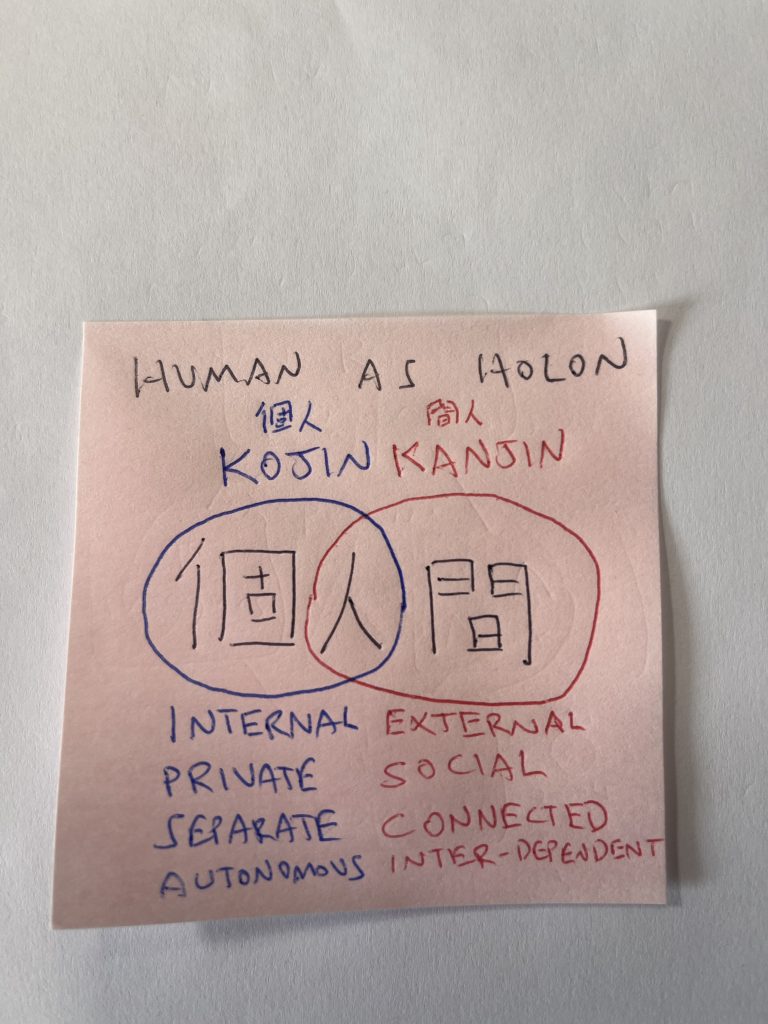 HUMAN AS HOLON
個人 間人
KOJIN KANJIN
個人間
INTERNAL EXTERNAL
PRIVATE SOCIAL
SEPARATE CONNECTED
AUTONOMOUS INTER-DEPENDENT